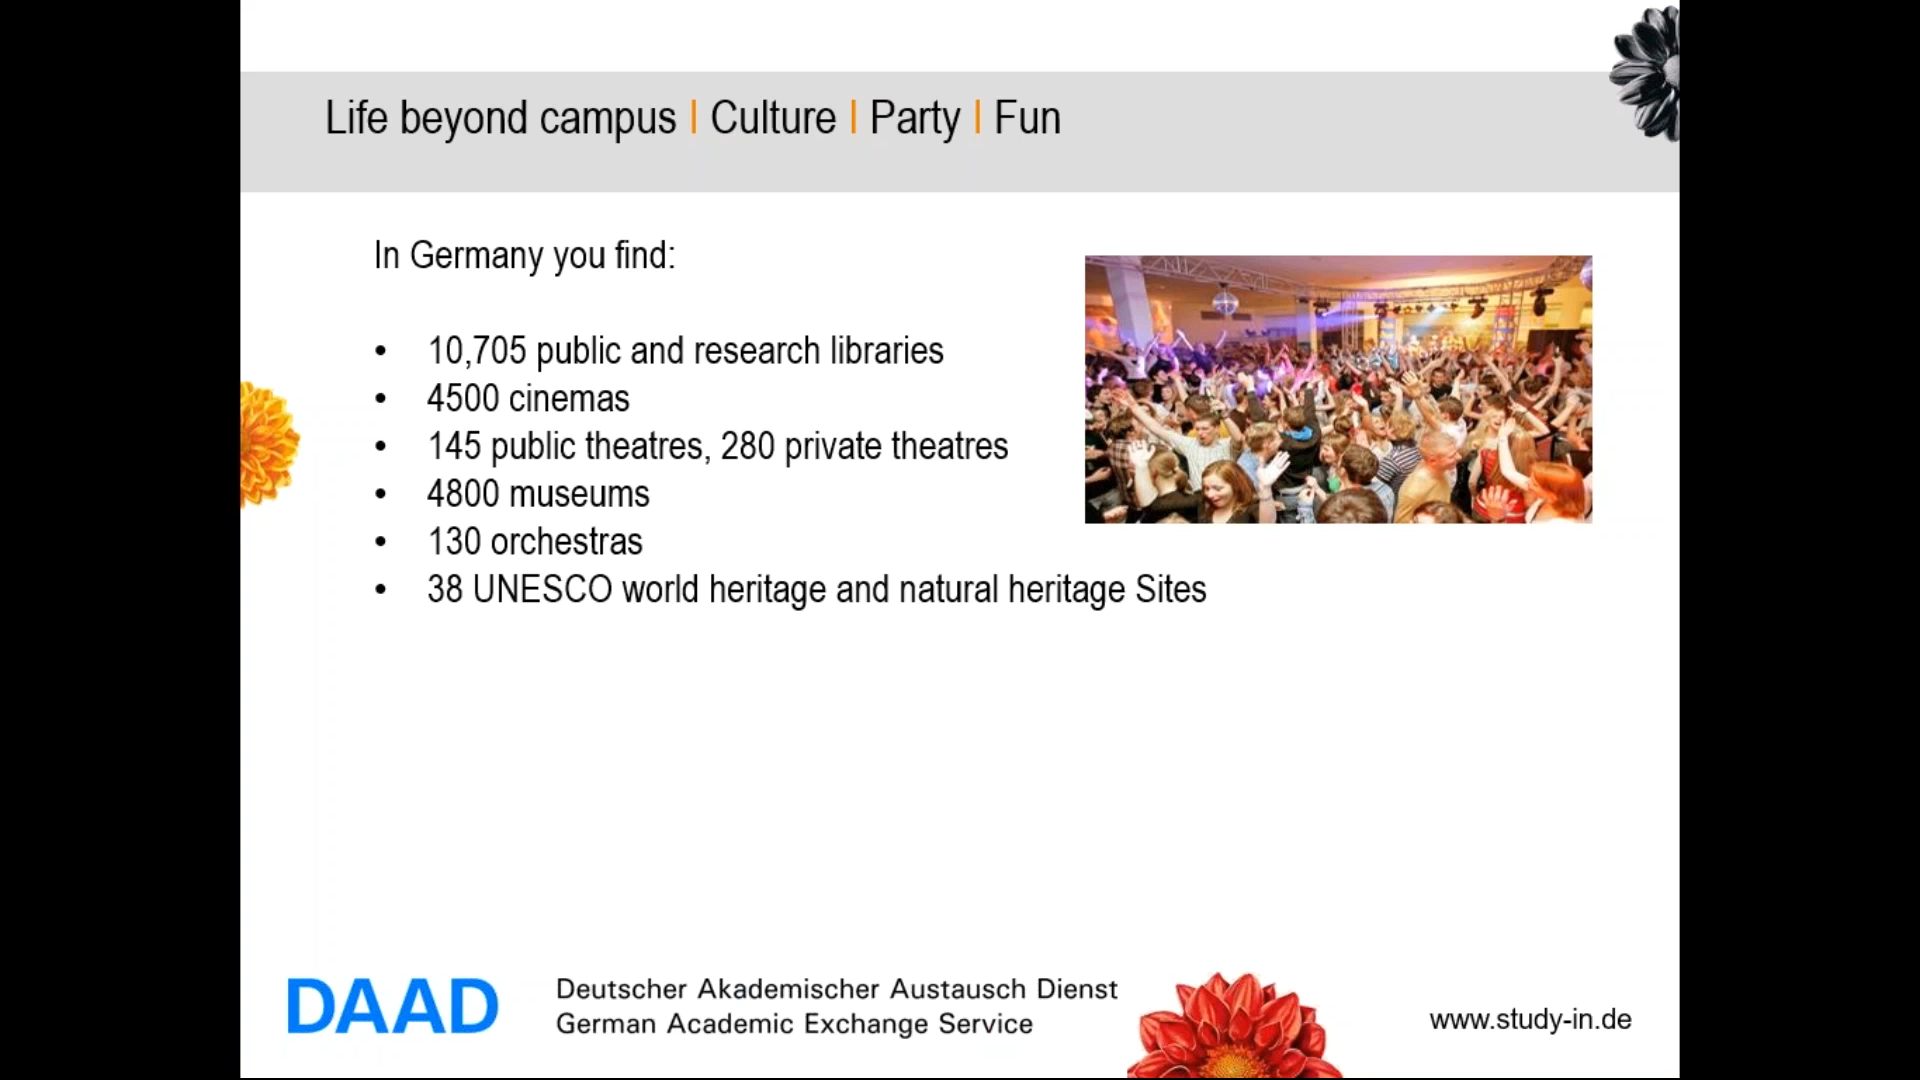 Life beyond campus | Culture | Party | Fun
In Germany you find:
• 10,705 public and research libraries
• 4500 cinemas
• 145 public theatres, 280 private theatres
• 4800 museums
• 130 orchestras
• 38 UNESCO world heritage and natural heritage Sites
DAAD
Deutscher Akademischer Austausch Dienst
German Academic Exchange Service
www.study-in.de